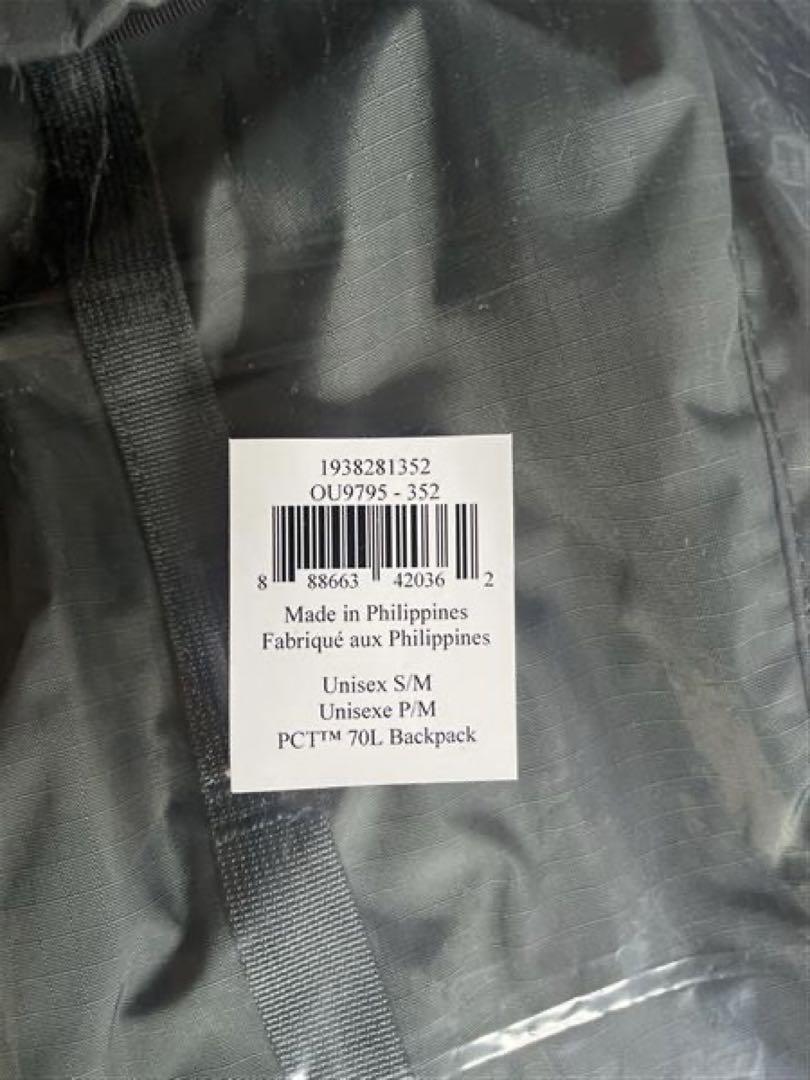 1938281352
OU9795 - 352
8 88663 42036 2
Made in Philippines
Fabriqué aux Philippines
Unisex S/M
Unisexe P/M
PCT™ 70L Backpack